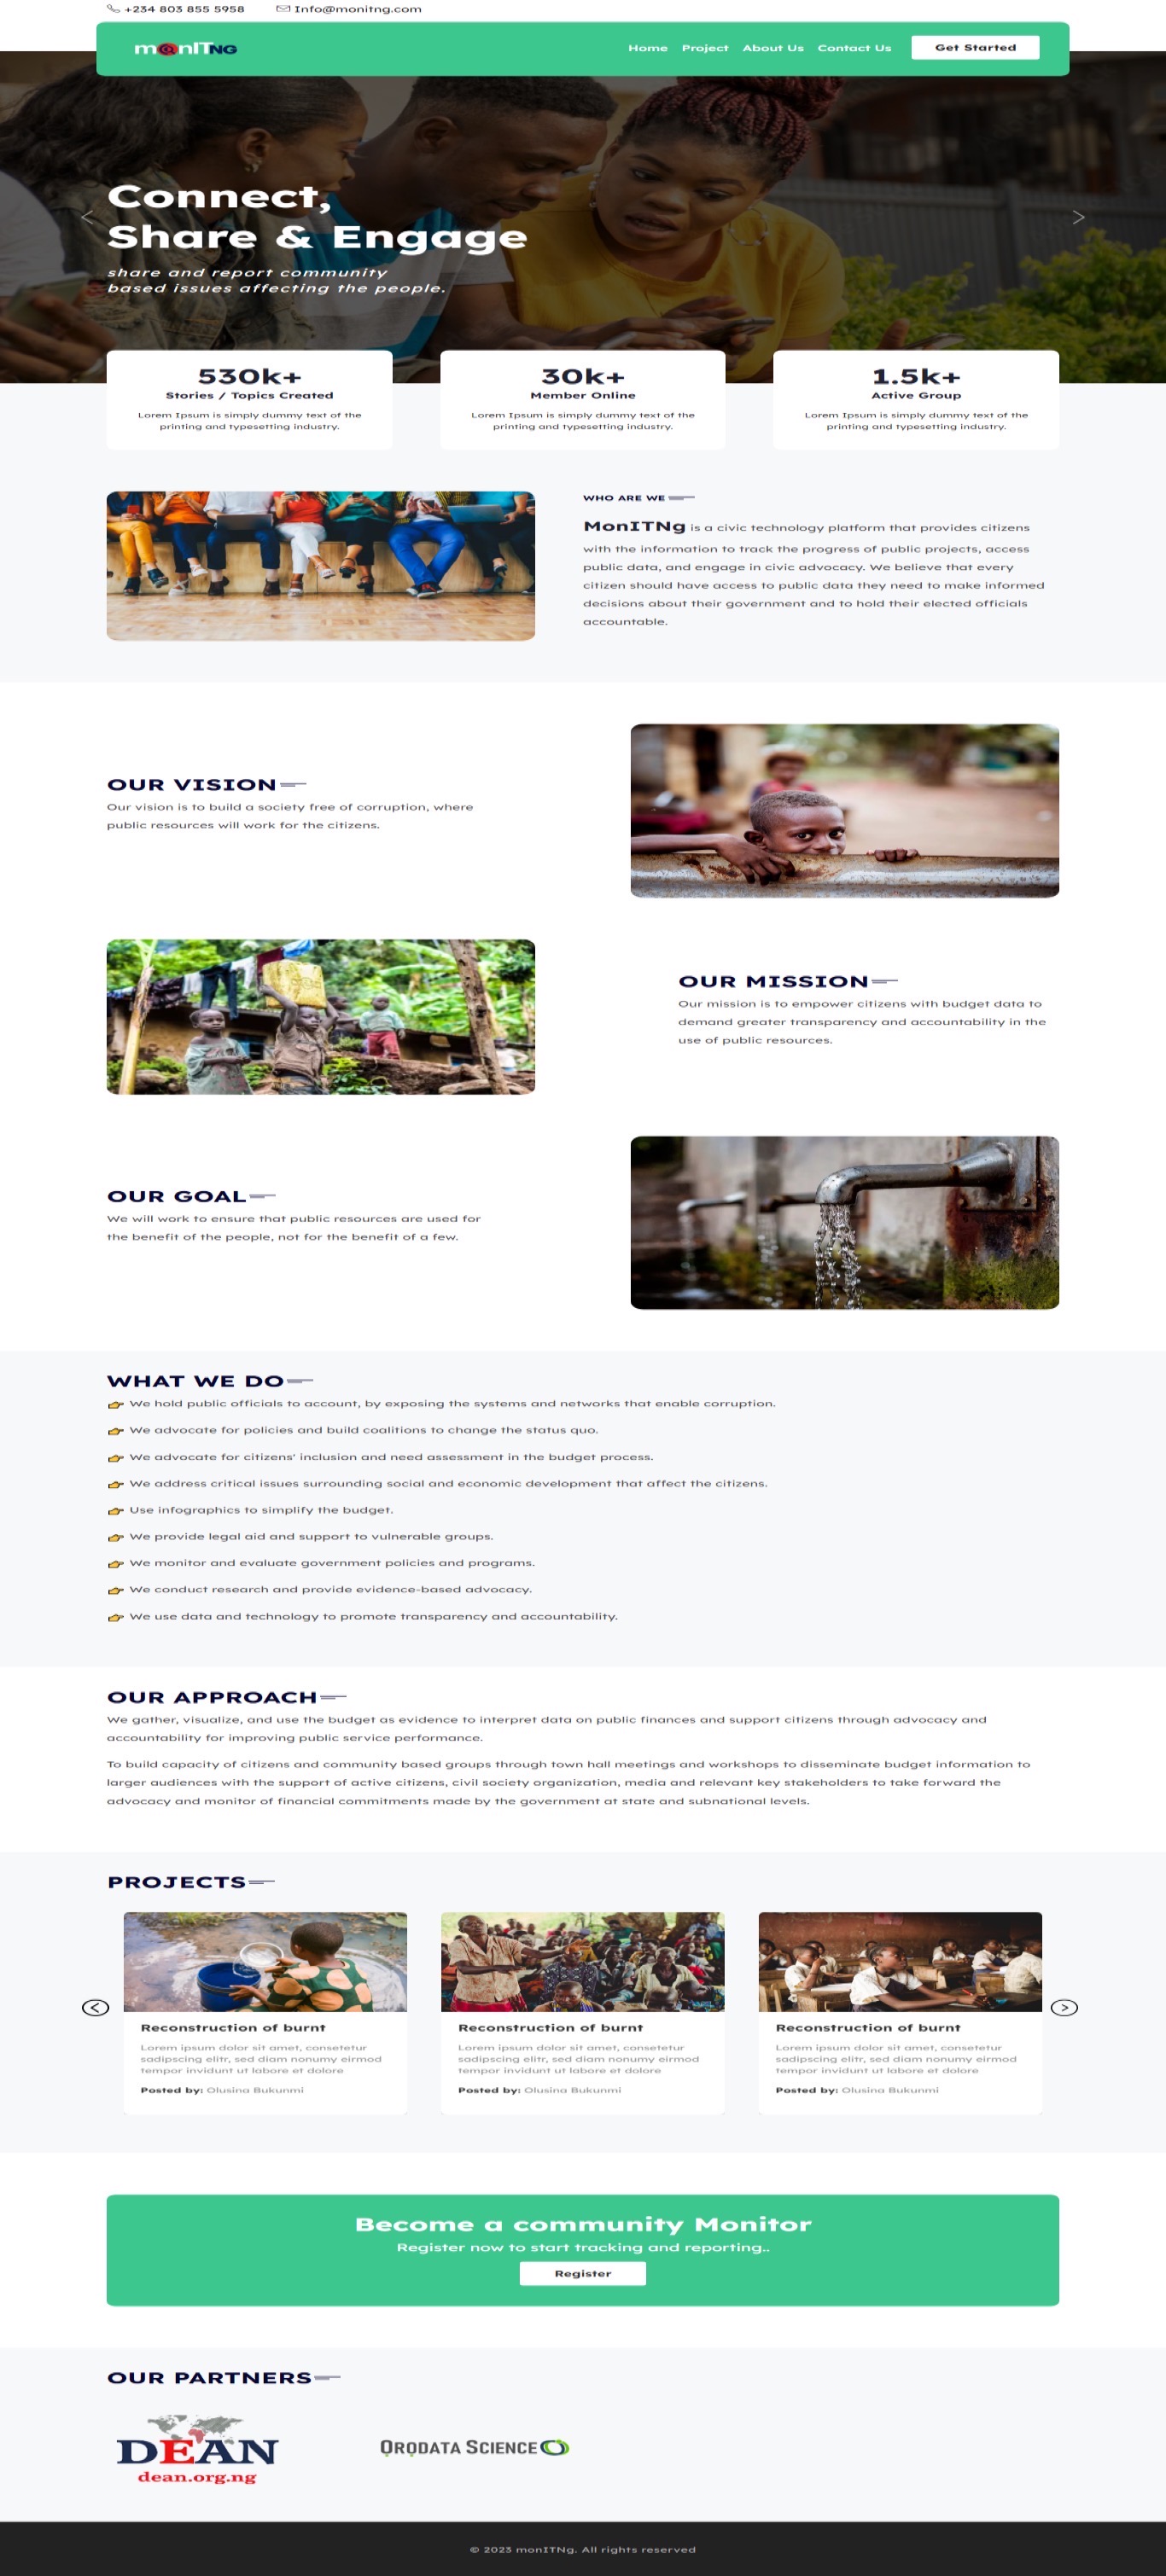 +234 803 855 5958 Info@monitng.com
monITNG Home Project About Us Contact Us Get Started
Connect,
Share & Engage
< >
share and report community
based issues affecting the people.
530k+ 30k+ 1.5k+
Stories / Topics Created Member Online Active Group
Lorem Ipsum is simply dummy text of the Lorem Ipsum is simply dummy text of the Lorem Ipsum is simply dummy text of the
printing and typesetting industry. printing and typesetting industry. printing and typesetting industry.
WHO ARE WE
MonITNg is a civic technology platform that provides citizens
with the information to track the progress of public projects, access
public data, and engage in civic advocacy. We believe that every
citizen should have access to public data they need to make informed
decisions about their government and to hold their elected officials
accountable.
OUR VISION
Our vision is to build a society free of corruption, where
public resources will work for the citizens.
OUR MISSION
Our mission is to empower citizens with budget data to
demand greater transparency and accountability in the
use of public resources.
OUR GOAL
We will work to ensure that public resources are used for
the benefit of the people, not for the benefit of a few.
WHAT WE DO
We hold public officials to account, by exposing the systems and networks that enable corruption.
We advocate for policies and build coalitions to change the status quo.
We advocate for citizens' inclusion and need assessment in the budget process.
We address critical issues surrounding social and economic development that affect the citizens.
Use infographics to simplify the budget.
We provide legal aid and support to vulnerable groups.
We monitor and evaluate government policies and programs.
We conduct research and provide evidence-based advocacy.
We use data and technology to promote transparency and accountability.
OUR APPROACH
We gather, visualize, and use the budget as evidence to interpret data on public finances and support citizens through advocacy and
accountability for improving public service performance.
To build capacity of citizens and community based groups through town hall meetings and workshops to disseminate budget information to
larger audiences with the support of active citizens, civil society organization, media and relevant key stakeholders to take forward the
advocacy and monitor of financial commitments made by the government at state and subnational levels.
PROJECTS
< >
Reconstruction of burnt Reconstruction of burnt Reconstruction of burnt
Lorem ipsum dolor sit amet, consetetur Lorem ipsum dolor sit amet, consetetur Lorem ipsum dolor sit amet, consetetur
sadipscing elitr, sed diam nonumy eirmod sadipscing elitr, sed diam nonumy eirmod sadipscing elitr, sed diam nonumy eirmod
tempor invidunt ut labore et dolore tempor invidunt ut labore et dolore tempor invidunt ut labore et dolore
Posted by: Olusina Bukunmi Posted by: Olusina Bukunmi Posted by: Olusina Bukunmi
Become a community Monitor
Register now to start tracking and reporting..
Register
OUR PARTNERS
DEAN ORODATA SCIENCE
dean.org.ng
© 2023 monITNg. All rights reserved